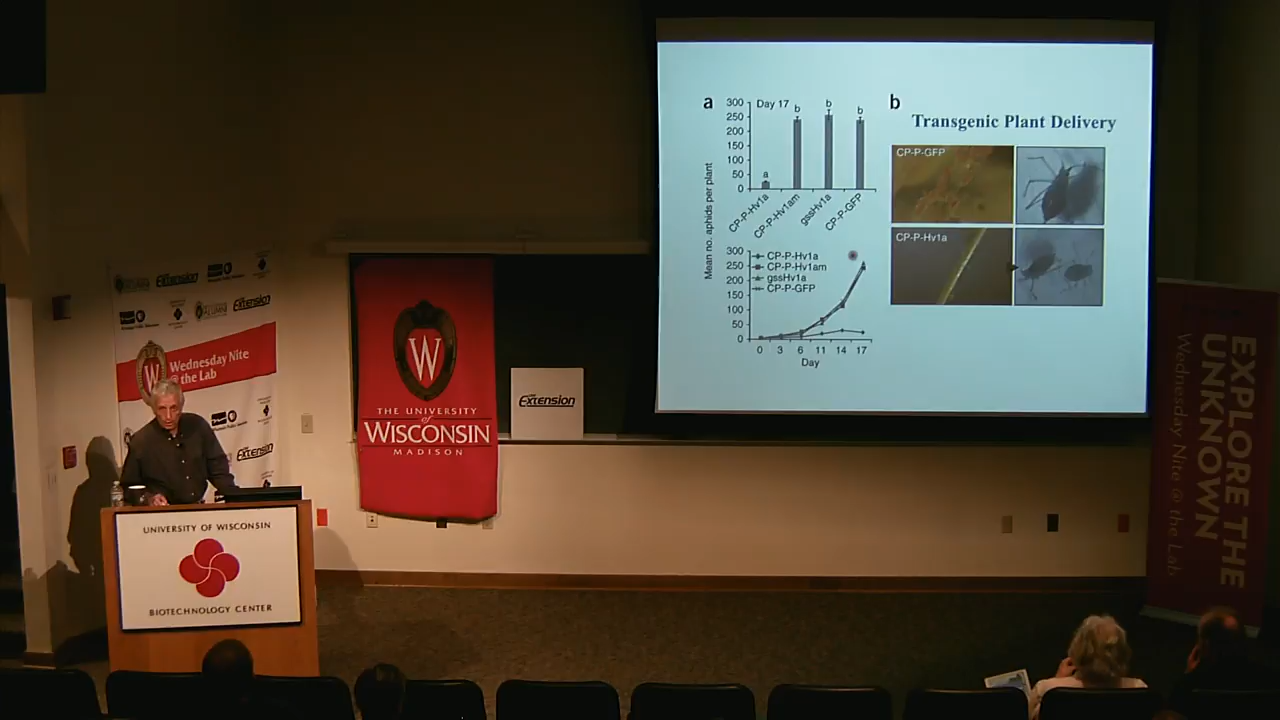 a
300
250
200
150
100
50
0
Day 17
a
b
b
b
CP-P-Hv1a
CP-P-Hv1am
gssHv1a
CP-P-GFP
Mean no. aphids per plant
300
250
200
150
100
50
0
CP-P-Hv1a
CP-P-Hv1am
gssHv1a
CP-P-GFP
0 3 6 11 14 17
Day
b
Transgenic Plant Delivery
CP-P-GFP
CP-P-Hv1a
Extension
Extension
Wednesday Nite
@ the Lab
Extension
Extension
W
THE UNIVERSITY
of
WISCONSIN
MADISON
Extension
UNIVERSITY OF WISCONSIN
BIOTECHNOLOGY CENTER
EXPLORE THE
UNKNOWN
Wednesday Nite @ the Lab